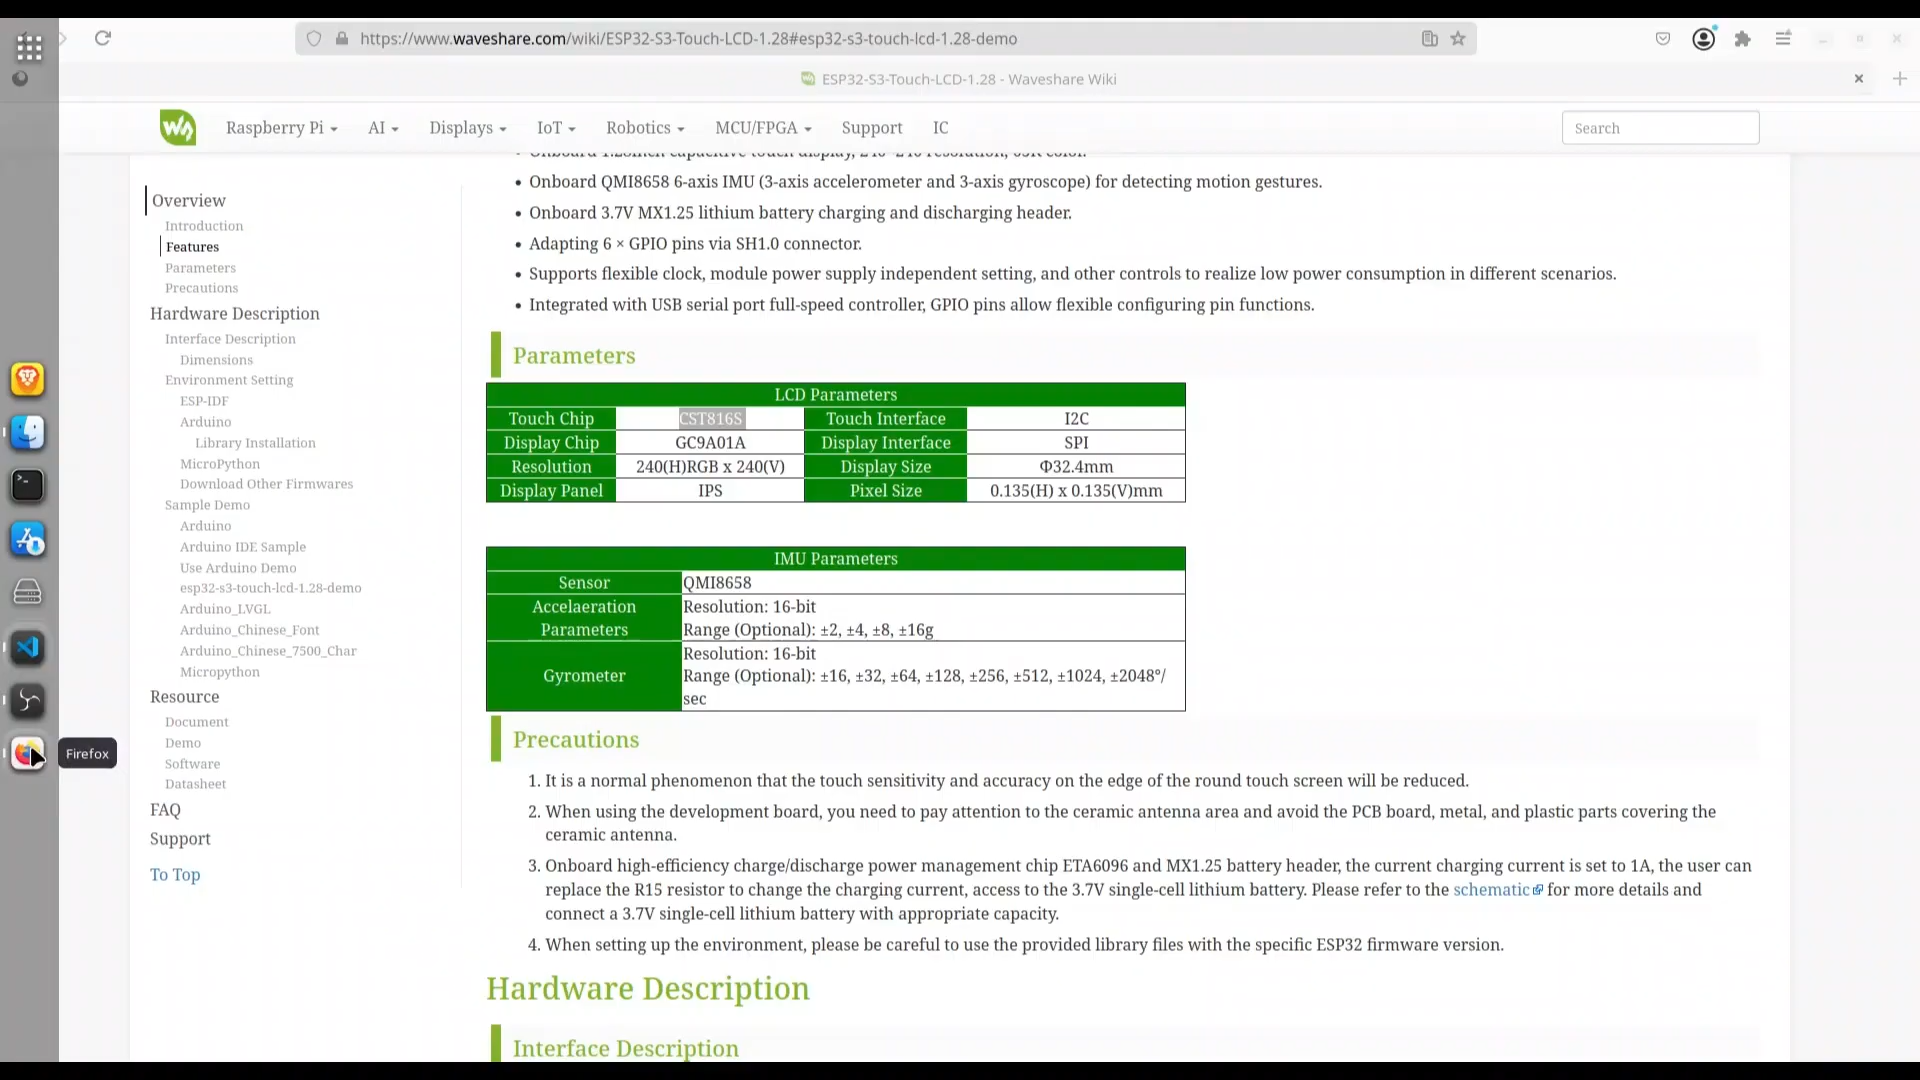 https://www.waveshare.com/wiki/ESP32-S3-Touch-LCD-1.28#esp32-s3-touch-lcd-1.28-demo
ESP32-S3-Touch-LCD-1.28 - Waveshare Wiki
Raspberry Pi
AI
Displays
IoT
Robotics
MCU/FPGA
Support
IC
Search
Overview
Introduction
Features
Parameters
Precautions
Hardware Description
Interface Description
Dimensions
Environment Setting
ESP-IDF
Arduino
Library Installation
MicroPython
Download Other Firmwares
Sample Demo
Arduino
Arduino IDE Sample
Use Arduino Demo
esp32-s3-touch-lcd-1.28-demo
Arduino_LVGL
Arduino_Chinese_Font
Arduino_Chinese_7500_Char
Micropython
Resource
Document
Demo
Software
Datasheet
FAQ
Support
To Top
Firefox
• Onboard QMI8658 6-axis IMU (3-axis accelerometer and 3-axis gyroscope) for detecting motion gestures.
• Onboard 3.7V MX1.25 lithium battery charging and discharging header.
• Adapting 6 × GPIO pins via SH1.0 connector.
• Supports flexible clock, module power supply independent setting, and other controls to realize low power consumption in different scenarios.
• Integrated with USB serial port full-speed controller, GPIO pins allow flexible configuring pin functions.
Parameters
LCD Parameters
Touch Chip CST816S Touch Interface I2C
Display Chip GC9A01A Display Interface SPI
Resolution 240(H)RGB x 240(V) Display Size Φ32.4mm
Display Panel IPS Pixel Size 0.135(H) x 0.135(V)mm
IMU Parameters
Sensor QMI8658
Accelaeration Resolution: 16-bit
Parameters Range (Optional): ±2, ±4, ±8, ±16g
Resolution: 16-bit
Gyrometer Range (Optional): ±16, ±32, ±64, ±128, ±256, ±512, ±1024, ±2048°/
sec
Precautions
1. It is a normal phenomenon that the touch sensitivity and accuracy on the edge of the round touch screen will be reduced.
2. When using the development board, you need to pay attention to the ceramic antenna area and avoid the PCB board, metal, and plastic parts covering the
ceramic antenna.
3. Onboard high-efficiency charge/discharge power management chip ETA6096 and MX1.25 battery header, the current charging current is set to 1A, the user can
replace the R15 resistor to change the charging current, access to the 3.7V single-cell lithium battery. Please refer to the schematic for more details and
connect a 3.7V single-cell lithium battery with appropriate capacity.
4. When setting up the environment, please be careful to use the provided library files with the specific ESP32 firmware version.
Hardware Description
Interface Description